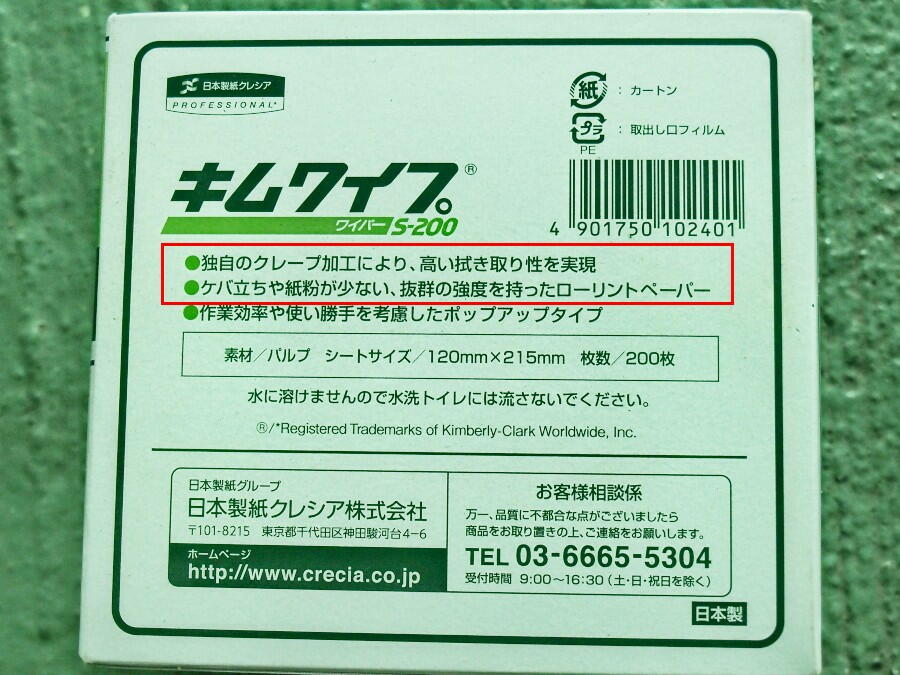 日本製紙クレシア
PROFESSIONAL*
紙 : カートン
プラ : 取出し口フィルム
PE
キムワイプ®
ワイパー S-200
4 901750 102401
●独自のクレープ加工により、高い拭き取り性を実現
●ケバ立ちや紙粉が少ない、抜群の強度を持ったローリントペーパー
●作業効率や使い勝手を考慮したポップアップタイプ
素材/パルプ シートサイズ/120mm×215mm 枚数/200枚
水に溶けませんので水洗トイレには流さないでください。
®/*Registered Trademarks of Kimberly-Clark Worldwide, Inc.
日本製紙グループ
日本製紙クレシア株式会社
〒101-8215 東京都千代田区神田駿河台4-6
ホームページ
http://www.crecia.co.jp
お客様相談係
万一、品質に不都合な点がございましたら
商品をお取り置きの上、ご連絡をお願いします。
TEL 03-6665-5304
受付時間 9:00~16:30(土・日・祝日を除く)
日本製